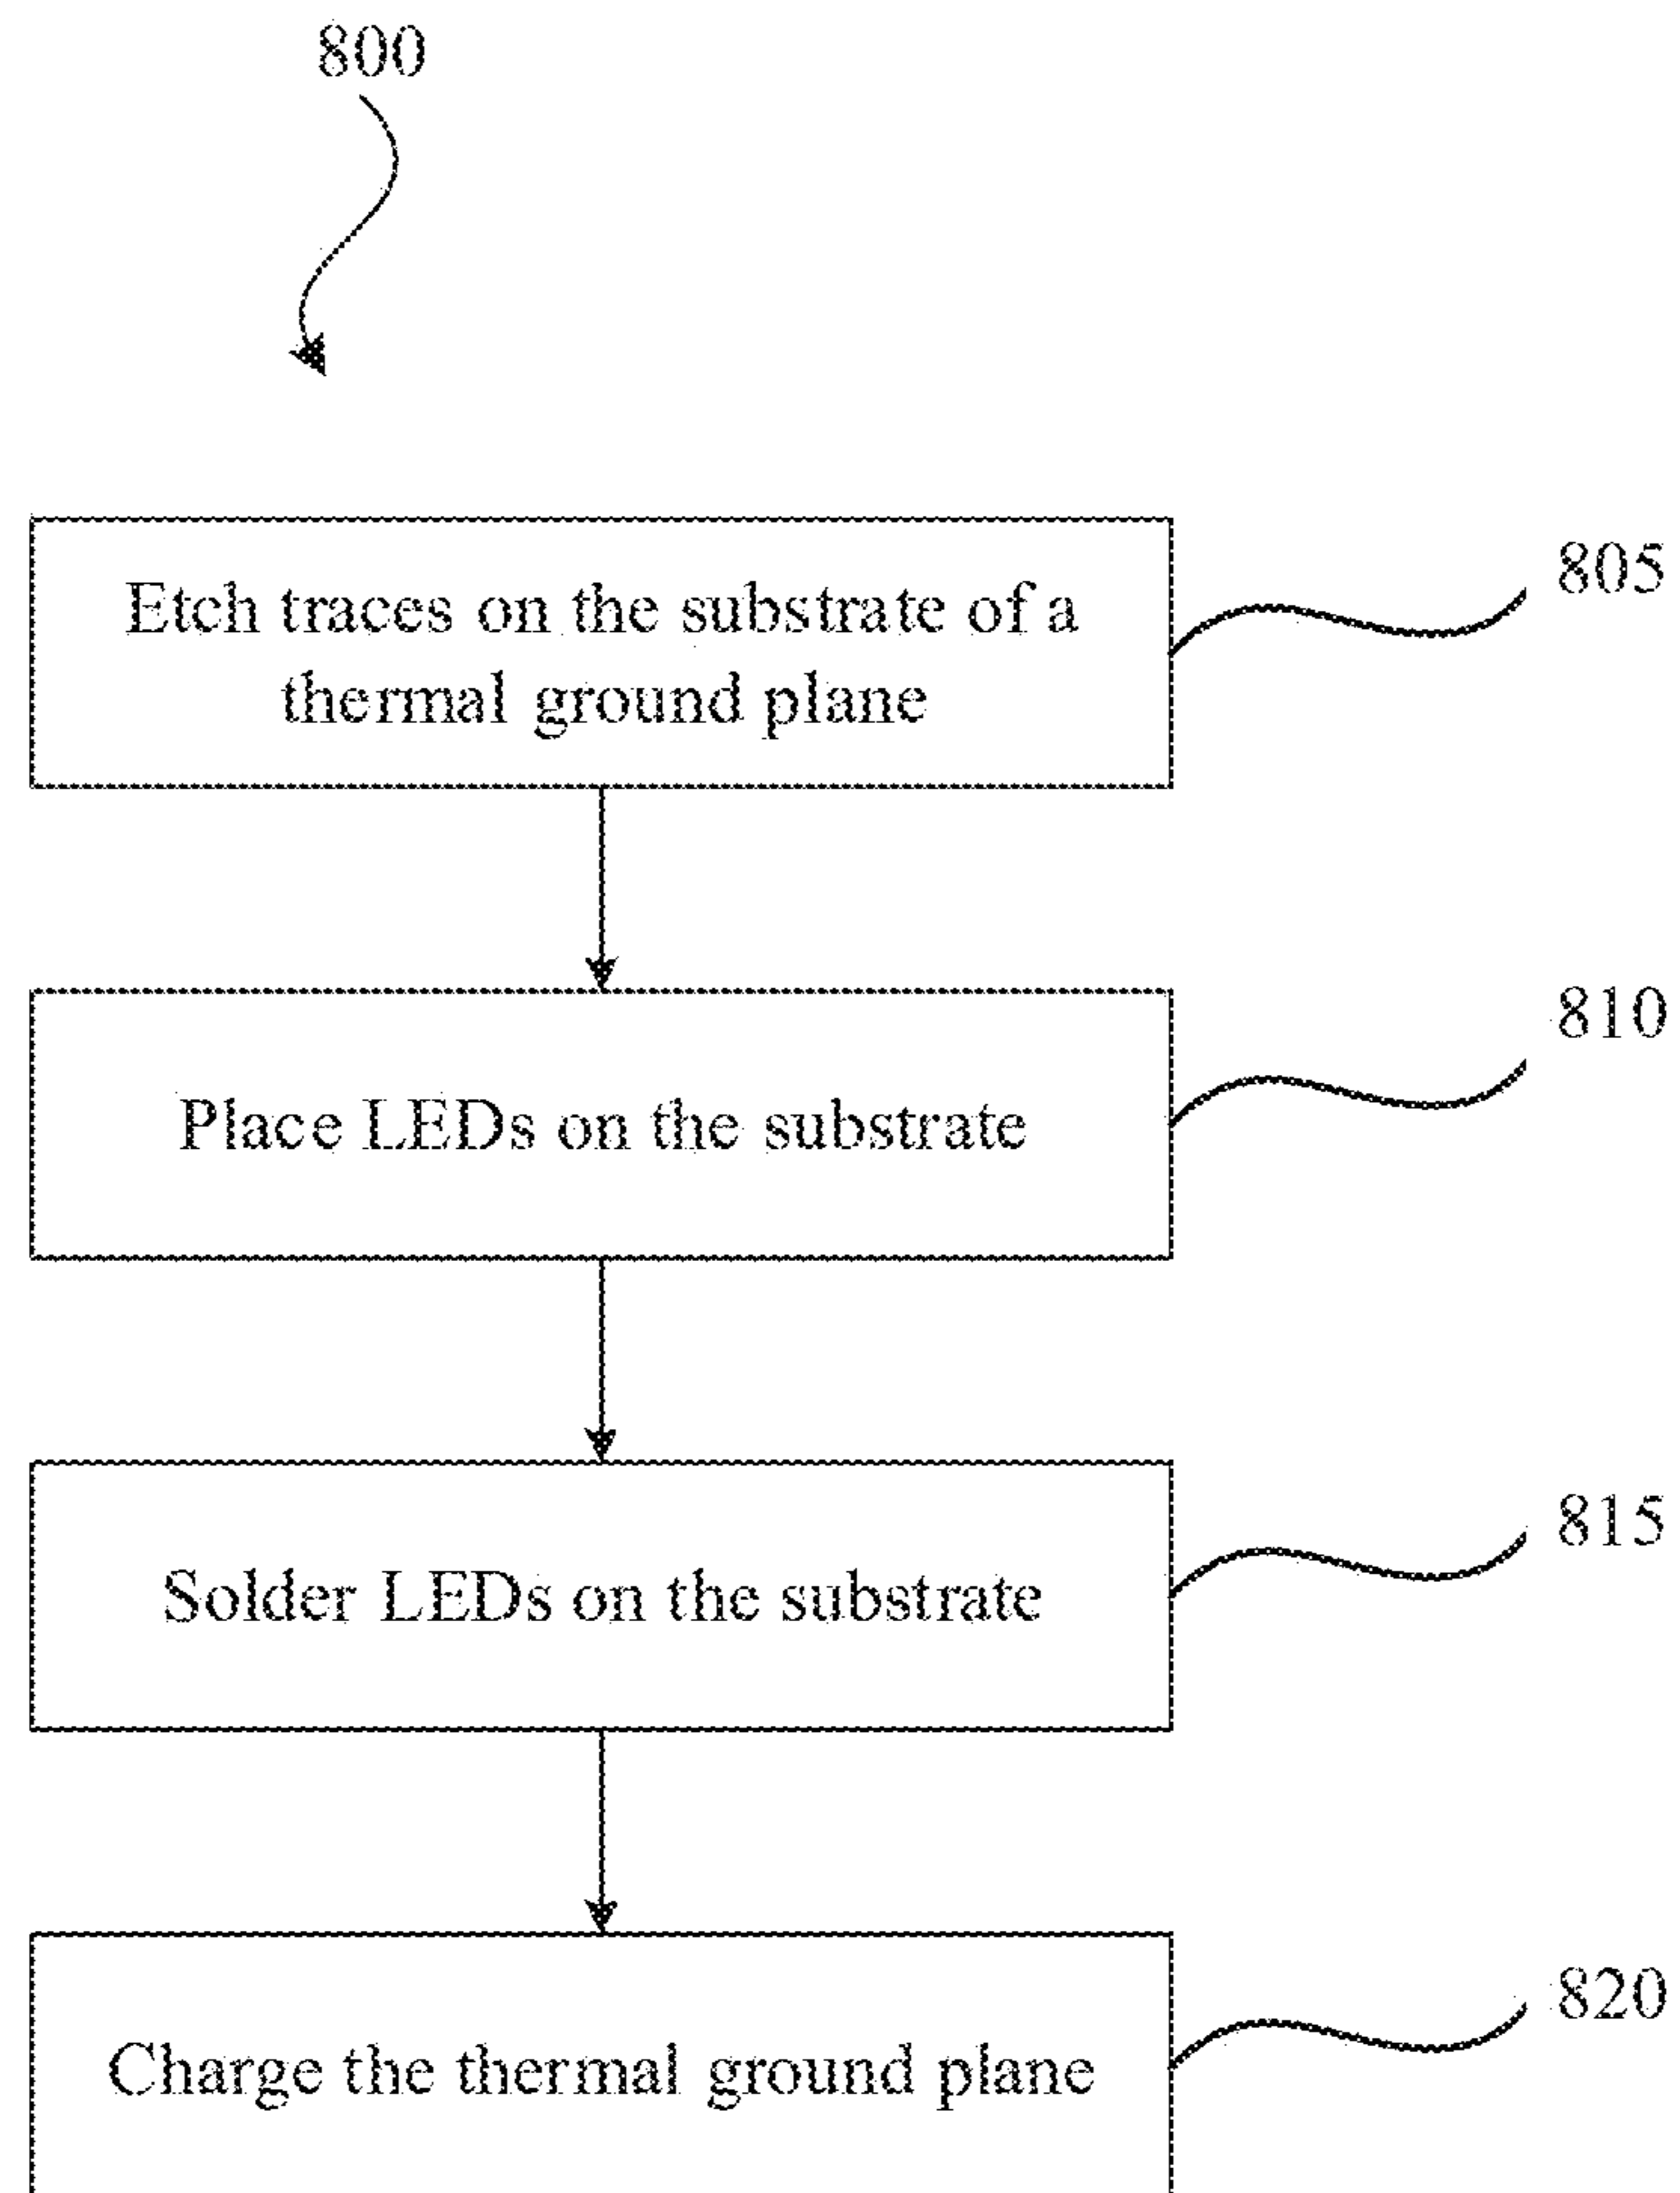 800
Etch traces on the substrate of a
thermal ground plane
805
Place LEDs on the substrate
810
Solder LEDs on the substrate
815
Charge the thermal ground plane
820